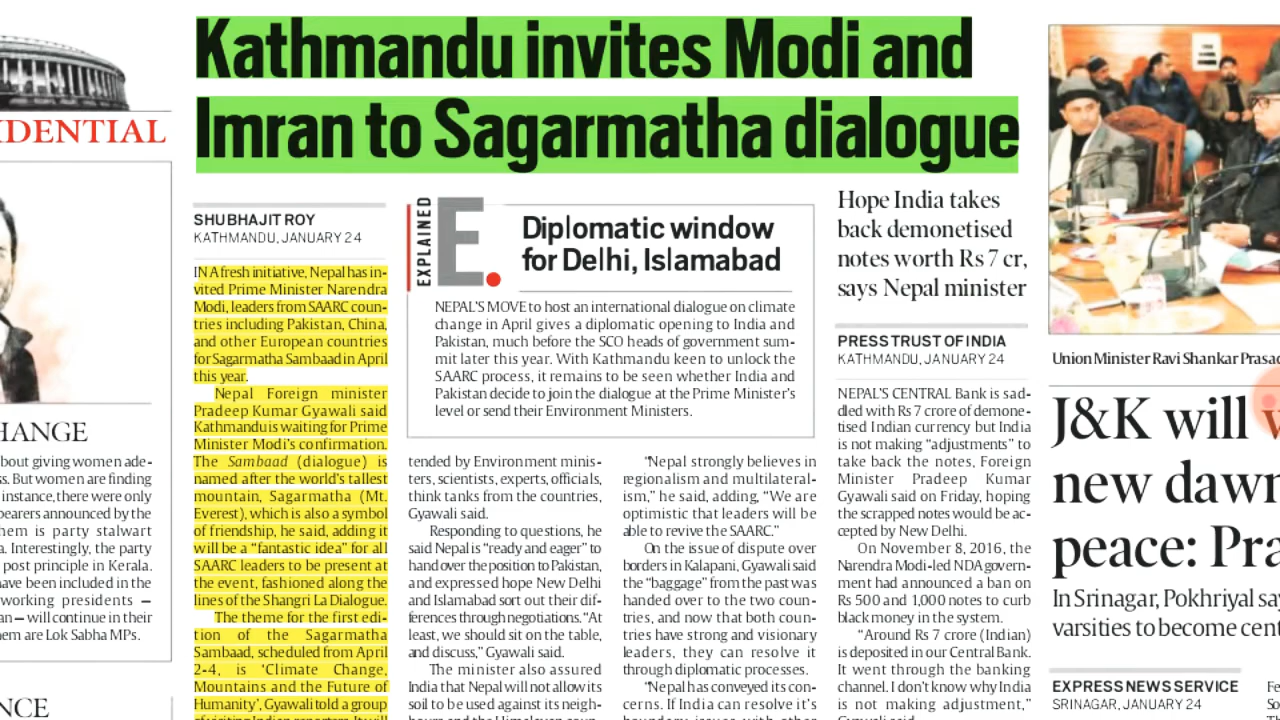 IDENTIAL
HANGE
bout giving women ade-
ss. But women are finding
instance, there were only
bearers announced by the
hem is party stalwart
a. Interestingly, the party
post principle in Kerala.
have been included in the
working presidents —
an — will continue in their
hem are Lok Sabha MPs.
NCE
Kathmandu invites Modi and
Imran to Sagarmatha dialogue
SHUBHAJIT ROY
KATHMANDU, JANUARY 24
IN A fresh initiative, Nepal has in-
vited Prime Minister Narendra
Modi, leaders from SAARC coun-
tries including Pakistan, China,
and other European countries
for Sagarmatha Sambaad in April
this year.
Nepal Foreign minister
Pradeep Kumar Gyawali said
Kathmandu is waiting for Prime
Minister Modi's confirmation.
The Sambaad (dialogue) is
named after the world's tallest
mountain, Sagarmatha (Mt.
Everest), which is also a symbol
of friendship, he said, adding it
will be a "fantastic idea" for all
SAARC leaders to be present at
the event, fashioned along the
lines of the Shangri La Dialogue.
The theme for the first edi-
tion of the Sagarmatha
Sambaad, scheduled from April
2-4, is 'Climate Change,
Mountains and the Future of
Humanity', Gyawali told a group
of visiting Indian reporters. It will
EXPLAINED
E.
Diplomatic window
for Delhi, Islamabad
NEPAL'S MOVE to host an international dialogue on climate
change in April gives a diplomatic opening to India and
Pakistan, much before the SCO heads of government sum-
mit later this year. With Kathmandu keen to unlock the
SAARC process, it remains to be seen whether India and
Pakistan decide to join the dialogue at the Prime Minister's
level or send their Environment Ministers.
tended by Environment minis-
ters, scientists, experts, officials,
think tanks from the countries,
Gyawali said.
Responding to questions, he
said Nepal is "ready and eager" to
hand over the position to Pakistan,
and expressed hope New Delhi
and Islamabad sort out their dif-
ferences through negotiations. "At
least, we should sit on the table,
and discuss," Gyawali said.
The minister also assured
India that Nepal will not allow its
soil to be used against its neigh-
"Nepal strongly believes in
regionalism and multilateral-
ism," he said, adding, "We are
optimistic that leaders will be
able to revive the SAARC."
On the issue of dispute over
borders in Kalapani, Gyawali said
the "baggage" from the past was
handed over to the two coun-
tries, and now that both coun-
tries have strong and visionary
leaders, they can resolve it
through diplomatic processes.
"Nepal has conveyed its con-
cerns. If India can resolve it's
Hope India takes
back demonetised
notes worth Rs 7 cr,
says Nepal minister
PRESS TRUST OF INDIA
KATHMANDU, JANUARY 24
NEPAL'S CENTRAL Bank is sad-
dled with Rs 7 crore of demone-
tised Indian currency but India
is not making "adjustments" to
take back the notes, Foreign
Minister Pradeep Kumar
Gyawali said on Friday, hoping
the scrapped notes would be ac-
cepted by New Delhi.
On November 8, 2016, the
Narendra Modi-led NDA govern-
ment had announced a ban on
Rs 500 and 1,000 notes to curb
black money in the system.
"Around Rs 7 crore (Indian)
is deposited in our Central Bank.
It went through the banking
channel. I don't know why India
is not making adjustment,"
Gyawali said
Union Minister Ravi Shankar Prasad
J&K will
new dawn
peace: Pra
In Srinagar, Pokhriyal say
varsities to become cent
EXPRESS NEWS SERVICE
SRINAGAR, JANUARY 24